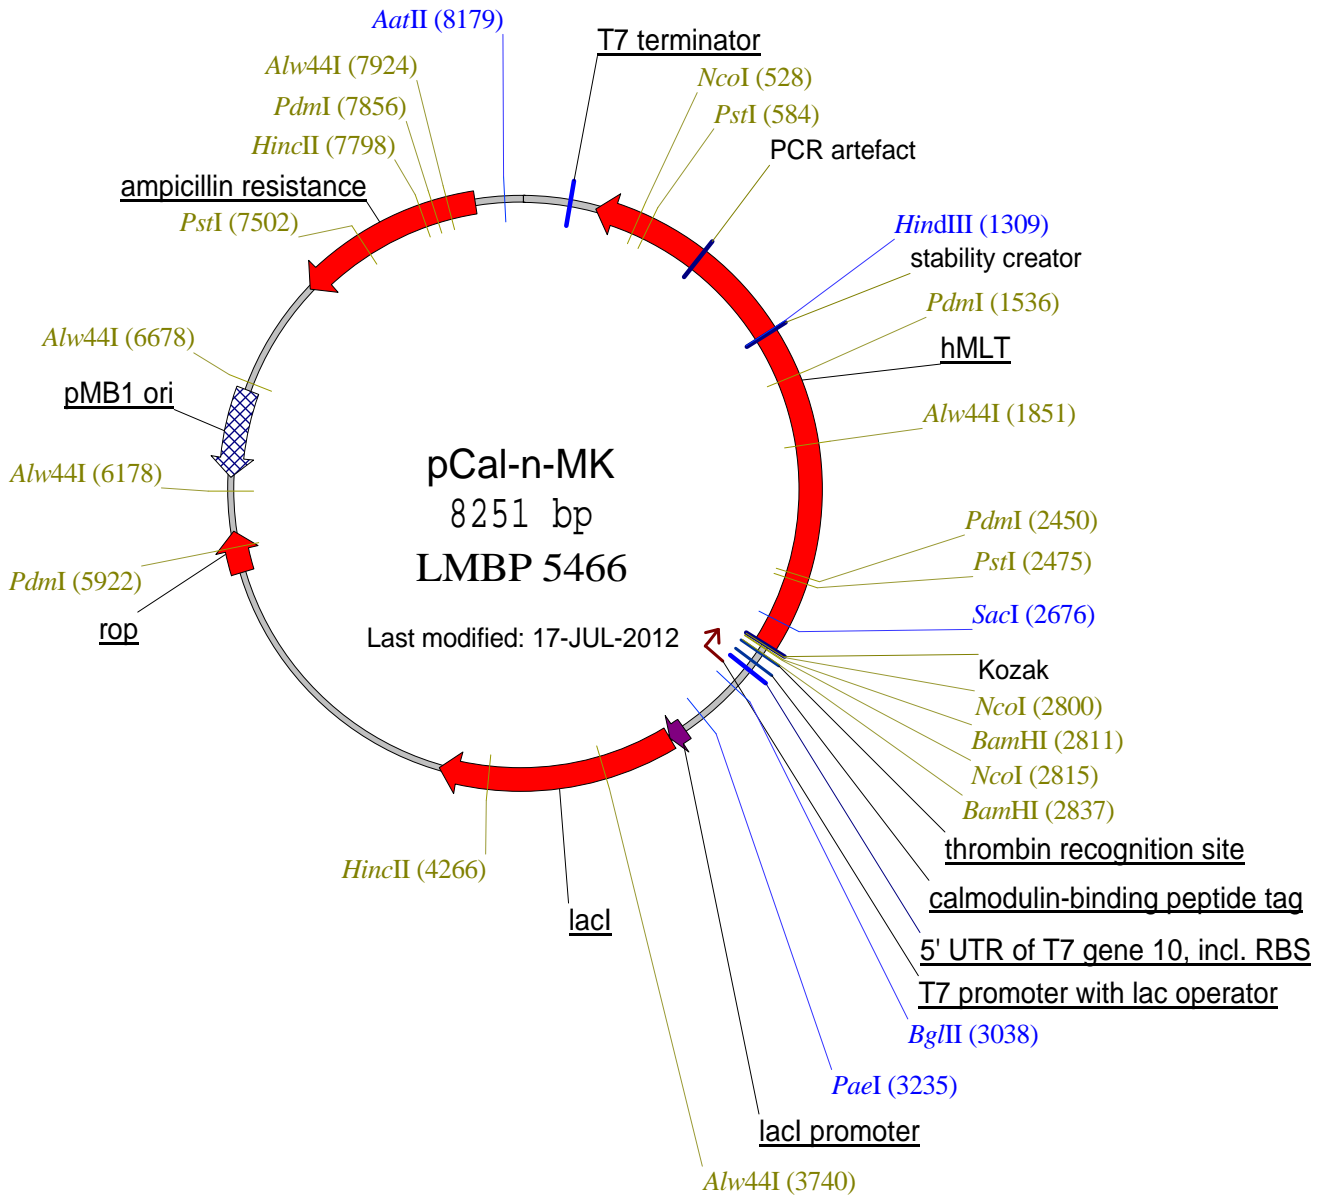 AatII (8179)
T7 terminator
Alw44I (7924)
NcoI (528)
PdmI (7856)
PstI (584)
HincII (7798)
PCR artefact
ampicillin resistance
PstI (7502)
HindIII (1309)
stability creator
PdmI (1536)
Alw44I (6678)
hMLT
pMB1 ori
Alw44I (1851)
pCal-n-MK
Alw44I (6178)
8251 bp
PdmI (2450)
LMBP 5466
PstI (2475)
PdmI (5922)
SacI (2676)
rop
Last modified: 17-JUL-2012
Kozak
NcoI (2800)
BamHI (2811)
NcoI (2815)
BamHI (2837)
thrombin recognition site
HincII (4266)
calmodulin-binding peptide tag
lacI
5' UTR of T7 gene 10, incl. RBS
T7 promoter with lac operator
BglII (3038)
PaeI (3235)
lacI promoter
Alw44I (3740)